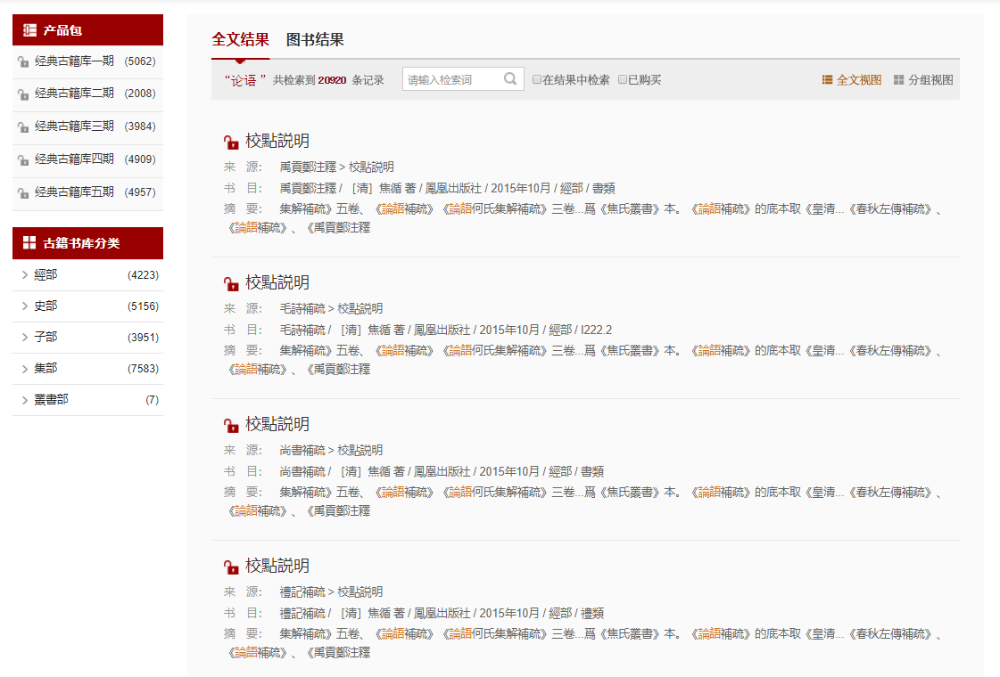 产品包
经典古籍库一期 (5062)
经典古籍库二期 (2008)
经典古籍库三期 (3984)
经典古籍库四期 (4909)
经典古籍库五期 (4957)
古籍书库分类
經部 (4223)
史部 (5156)
子部 (3951)
集部 (7583)
叢書部 (7)
全文结果 图书结果
“论语 ” 共检索到 20920 条记录 请输入检索词 在结果中检索 已购买 全文视图 分组视图
校點説明
来 源: 禹貢鄭注釋 > 校點説明
书 目: 禹貢鄭注釋 / ［清］焦循 著 / 鳳凰出版社 / 2015年10月 / 經部 / 書類
摘 要: 集解補疏》五卷、《論語補疏》《論語何氏集解補疏》三卷...爲《焦氏叢書》本。《論語補疏》的底本取《皇清...《春秋左傳補疏》、
《論語補疏》、《禹貢鄭注釋
校點説明
来 源: 毛詩補疏 > 校點説明
书 目: 毛詩補疏 / ［清］焦循 著 / 鳳凰出版社 / 2015年10月 / 經部 / I222.2
摘 要: 集解補疏》五卷、《論語補疏》《論語何氏集解補疏》三卷...爲《焦氏叢書》本。《論語補疏》的底本取《皇清...《春秋左傳補疏》、
《論語補疏》、《禹貢鄭注釋
校點説明
来 源: 尚書補疏 > 校點説明
书 目: 尚書補疏 / ［清］焦循 著 / 鳳凰出版社 / 2015年10月 / 經部 / 書類
摘 要: 集解補疏》五卷、《論語補疏》《論語何氏集解補疏》三卷...爲《焦氏叢書》本。《論語補疏》的底本取《皇清...《春秋左傳補疏》、
《論語補疏》、《禹貢鄭注釋
校點説明
来 源: 禮記補疏 > 校點説明
书 目: 禮記補疏 / ［清］焦循 著 / 鳳凰出版社 / 2015年10月 / 經部 / 禮類
摘 要: 集解補疏》五卷、《論語補疏》《論語何氏集解補疏》三卷...爲《焦氏叢書》本。《論語補疏》的底本取《皇清...《春秋左傳補疏》、
《論語補疏》、《禹貢鄭注釋